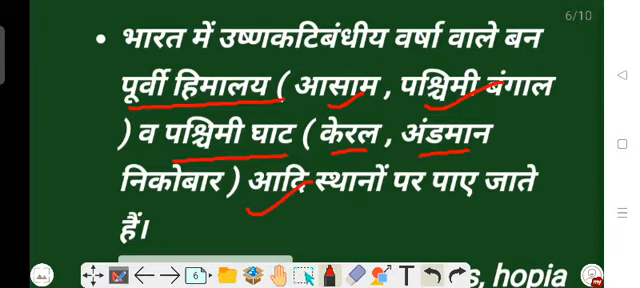 6/10
• भारत में उष्णकटिबंधीय वर्षा वाले बन
पूर्वी हिमालय ( आसाम , पश्चिमी बंगाल
) व पश्चिमी घाट ( केरल , अंडमान
निकोबार ) आदि स्थानों पर पाए जाते
हैं।
s, hopia
6
T